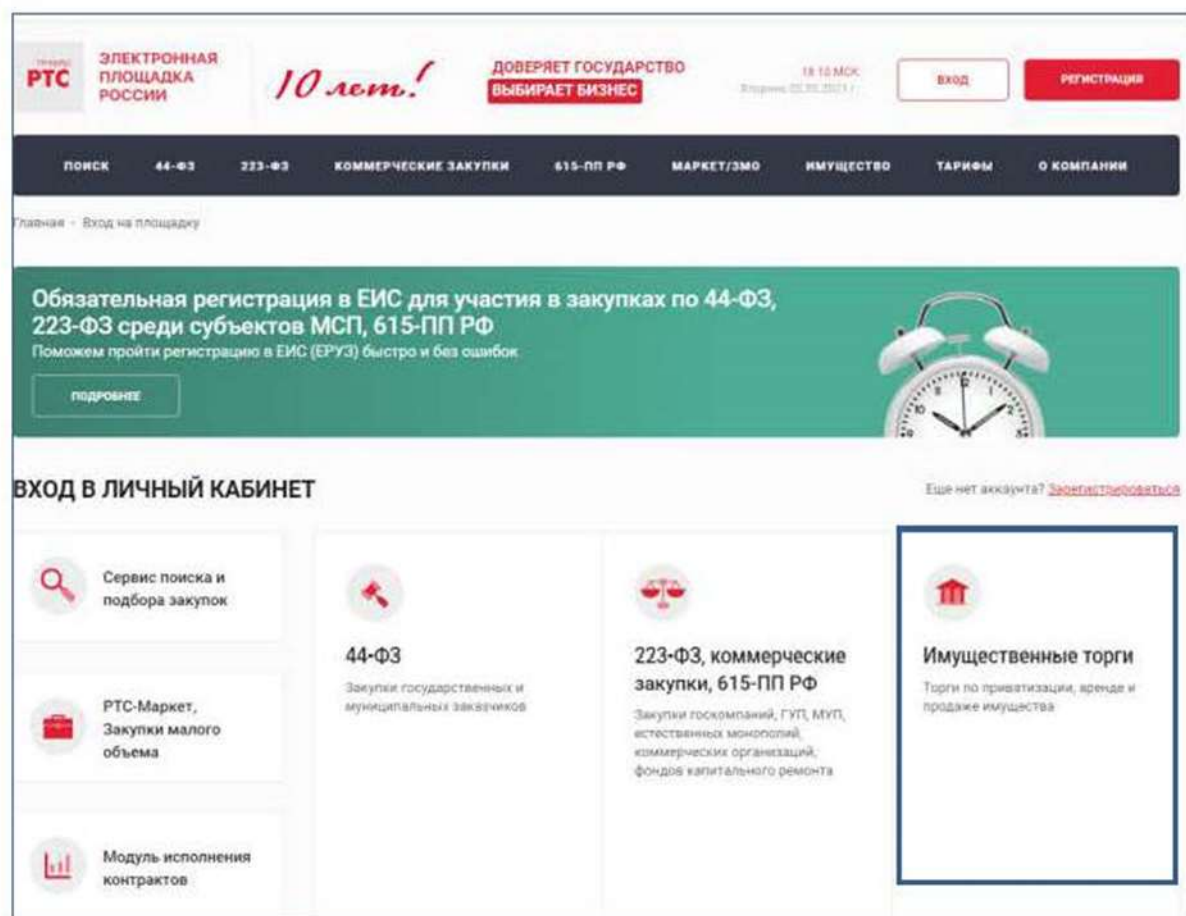 РТС
ЭЛЕКТРОННАЯ
ПЛОЩАДКА
РОССИИ
10 лет!
ДОВЕРЯЕТ ГОСУДАРСТВО
ВЫБИРАЕТ БИЗНЕС
18:10 МСК
ВХОД
РЕГИСТРАЦИЯ
ПОИСК 44-ФЗ 223-ФЗ КОММЕРЧЕСКИЕ ЗАКУПКИ 615-ПП РФ МАРКЕТ/ЗМО ИМУЩЕСТВО ТАРИФЫ О КОМПАНИИ
Главная - Вход на площадку
Обязательная регистрация в ЕИС для участия в закупках по 44-ФЗ,
223-ФЗ среди субъектов МСП, 615-ПП РФ
Поможем пройти регистрацию в ЕИС (ЕРУЗ) быстро и без ошибок
ПОДРОБНЕЕ
ВХОД В ЛИЧНЫЙ КАБИНЕТ
Еще нет аккаунта? Зарегистрироваться
Сервис поиска и
подбора закупок
РТС-Маркет,
Закупки малого
объема
Модуль исполнения
контрактов
44-ФЗ
Закупки государственных и
муниципальных заказчиков
223-ФЗ, коммерческие
закупки, 615-ПП РФ
Закупки госкомпаний, ГУП, МУП,
естественных монополий,
коммерческих организаций,
фондов капитального ремонта
Имущественные торги
Торги по приватизации, аренде и
продаже имущества